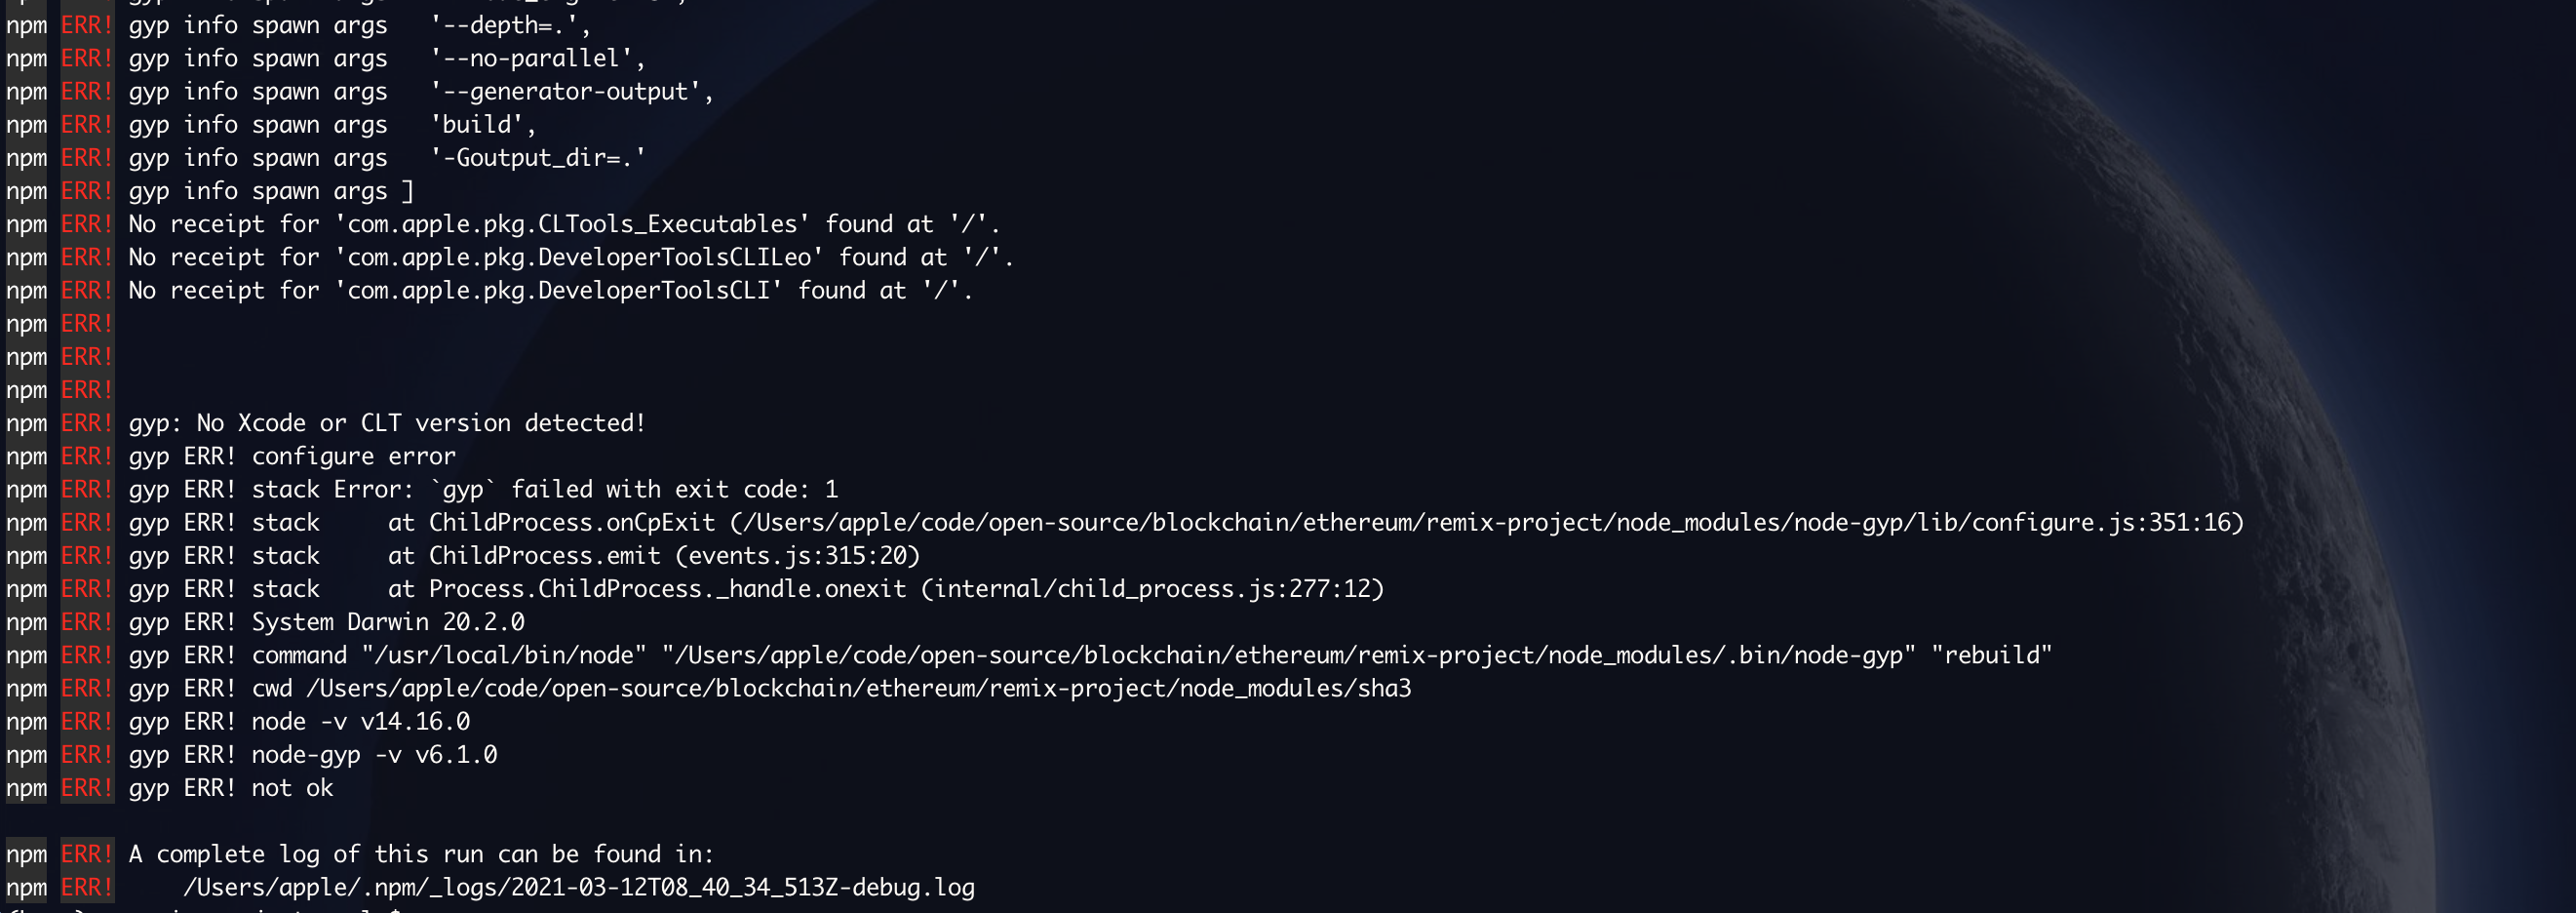 npm ERR! gyp info spawn args   '--depth=.',
npm ERR! gyp info spawn args   '--no-parallel',
npm ERR! gyp info spawn args   '--generator-output',
npm ERR! gyp info spawn args   'build',
npm ERR! gyp info spawn args   '-Goutput_dir=.'
npm ERR! gyp info spawn args ]
npm ERR! No receipt for 'com.apple.pkg.CLTools_Executables' found at '/'.
npm ERR! No receipt for 'com.apple.pkg.DeveloperToolsCLILeo' found at '/'.
npm ERR! No receipt for 'com.apple.pkg.DeveloperToolsCLI' found at '/'.
npm ERR!
npm ERR!
npm ERR!
npm ERR! gyp: No Xcode or CLT version detected!
npm ERR! gyp ERR! configure error
npm ERR! gyp ERR! stack Error: `gyp` failed with exit code: 1
npm ERR! gyp ERR! stack     at ChildProcess.onCpExit (/Users/apple/code/open-source/blockchain/ethereum/remix-project/node_modules/node-gyp/lib/configure.js:351:16)
npm ERR! gyp ERR! stack     at ChildProcess.emit (events.js:315:20)
npm ERR! gyp ERR! stack     at Process.ChildProcess._handle.onexit (internal/child_process.js:277:12)
npm ERR! gyp ERR! System Darwin 20.2.0
npm ERR! gyp ERR! command "/usr/local/bin/node" "/Users/apple/code/open-source/blockchain/ethereum/remix-project/node_modules/.bin/node-gyp" "rebuild"
npm ERR! gyp ERR! cwd /Users/apple/code/open-source/blockchain/ethereum/remix-project/node_modules/sha3
npm ERR! gyp ERR! node -v v14.16.0
npm ERR! gyp ERR! node-gyp -v v6.1.0
npm ERR! gyp ERR! not ok
npm ERR! A complete log of this run can be found in:
npm ERR!     /Users/apple/.npm/_logs/2021-03-12T08_40_34_513Z-debug.log